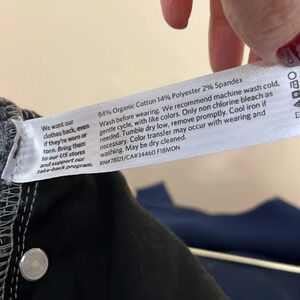 We want our
clothes back, even
if they're worn or
torn. Bring them
to our US stores
and support our
take-back program.
84% Organic Cotton 14% Polyester 2% Spandex
Wash before wearing. We recommend machine wash cold,
gentle cycle, with like colors. Only non chlorine bleach as
needed. Tumble dry low, remove promptly. Cool iron if
necessary. Color transfer may occur with wearing and
washing. May be dry cleaned.
RN#78121/CA#34460 F18MDN